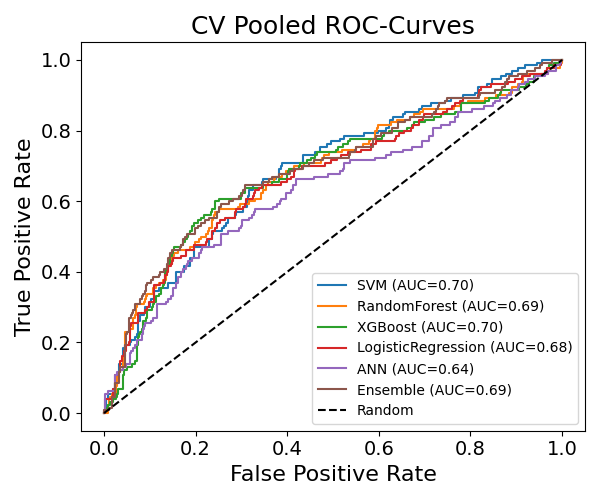 CV Pooled ROC-Curves
True Positive Rate
1.0
0.8
0.6
0.4
0.2
0.0
SVM (AUC=0.70)
RandomForest (AUC=0.69)
XGBoost (AUC=0.70)
LogisticRegression (AUC=0.68)
ANN (AUC=0.64)
Ensemble (AUC=0.69)
Random
0.0 0.2 0.4 0.6 0.8 1.0
False Positive Rate